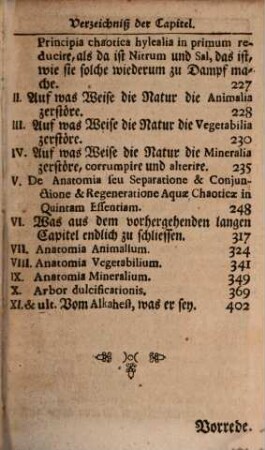 Verzeichniß der Capitel.
Principia chaotica hylealia in primum re-
ducire, als da ist Nitrum und Sal, das ist,
wie sie solche wiederum zu Dampf ma-
che. 227
II. Auf was Weise die Natur die Animalia
zerstöre. 228
III. Auf was Weise die Natur die Vegetabilia
zerstöre. 230
IV. Auf was Weise die Natur die Mineralia
zerstöre, corrumpire und alterire. 235
V. De Anatomia seu Separatione & Conjun-
ctione & Regeneratione Aquæ Chaoticæ in
Quintam Essentiam. 248
VI. Was aus dem vorhergehenden langen
Capitel endlich zu schliessen. 317
VII. Anatomia Animalium. 324
VIII. Anatomia Vegetabilium. 341
IX. Anatomia Mineralium. 349
X. Arbor dulcificationis. 369
XI. & ult. Vom Alkahest, was er sey. 402
Vorrede.